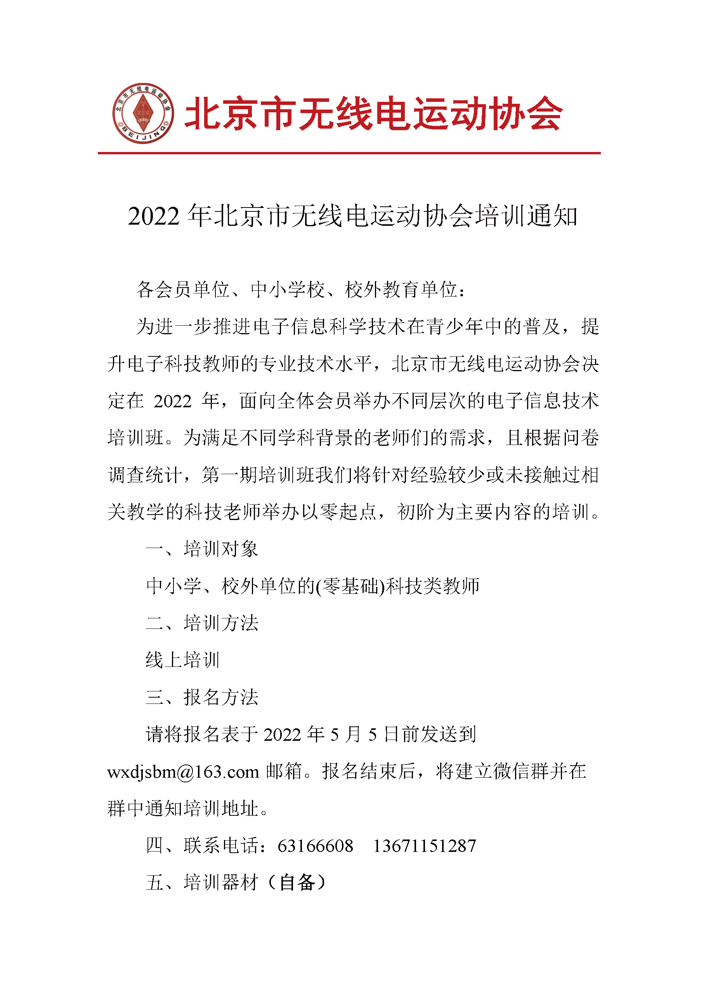 北京市无线电运动协会
北京
BEIJING
北京市无线电运动协会
2022 年北京市无线电运动协会培训通知
各会员单位、中小学校、校外教育单位：
为进一步推进电子信息科学技术在青少年中的普及，提
升电子科技教师的专业技术水平，北京市无线电运动协会决
定在 2022 年，面向全体会员举办不同层次的电子信息技术
培训班。为满足不同学科背景的老师们的需求，且根据问卷
调查统计，第一期培训班我们将针对经验较少或未接触过相
关教学的科技老师举办以零起点，初阶为主要内容的培训。
一、培训对象
中小学、校外单位的(零基础)科技类教师
二、培训方法
线上培训
三、报名方法
请将报名表于 2022 年 5 月 5 日前发送到
wxdjsbm@163.com 邮箱。报名结束后，将建立微信群并在
群中通知培训地址。
四、联系电话：63166608 13671151287
五、培训器材（自备）